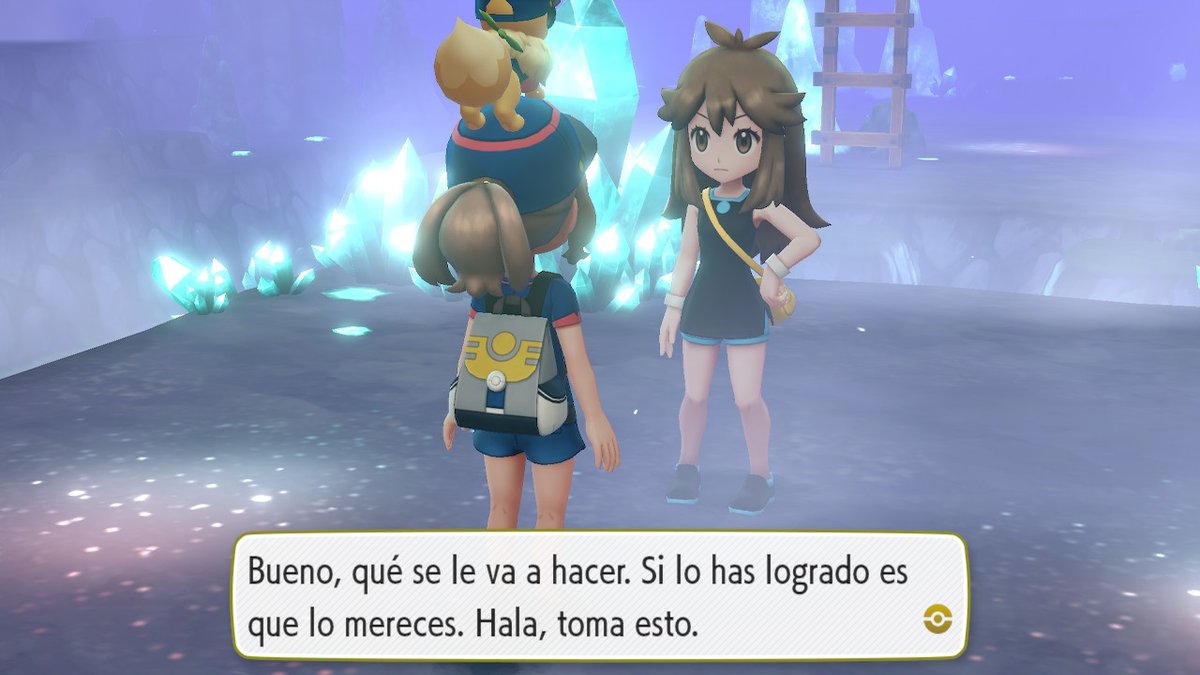 Bueno, qué se le va a hacer. Si lo has logrado es
que lo mereces. Hala, toma esto.